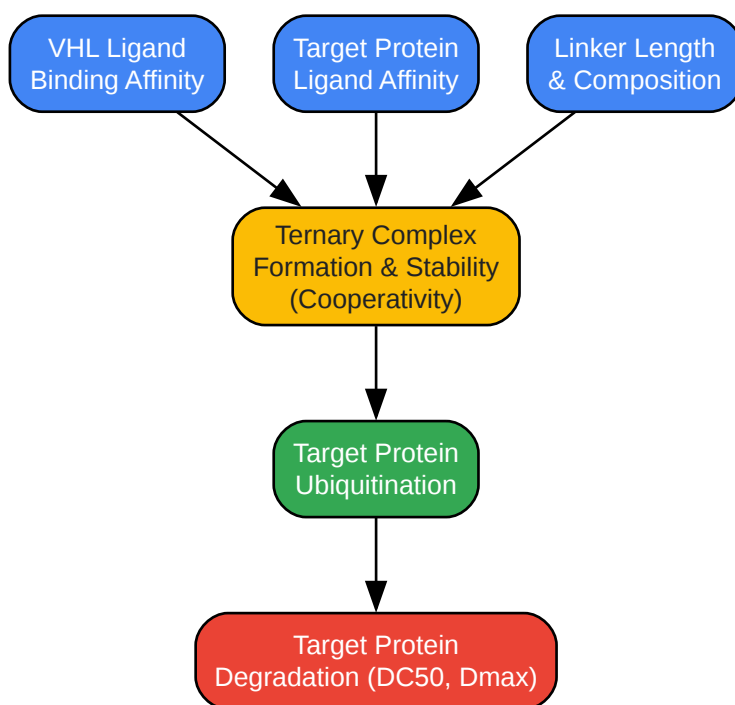 VHL Ligand
Binding Affinity
Target Protein
Ligand Affinity
Linker Length
& Composition
Ternary Complex
Formation & Stability
(Cooperativity)
Target Protein
Ubiquitination
Target Protein
Degradation (DC50, Dmax)